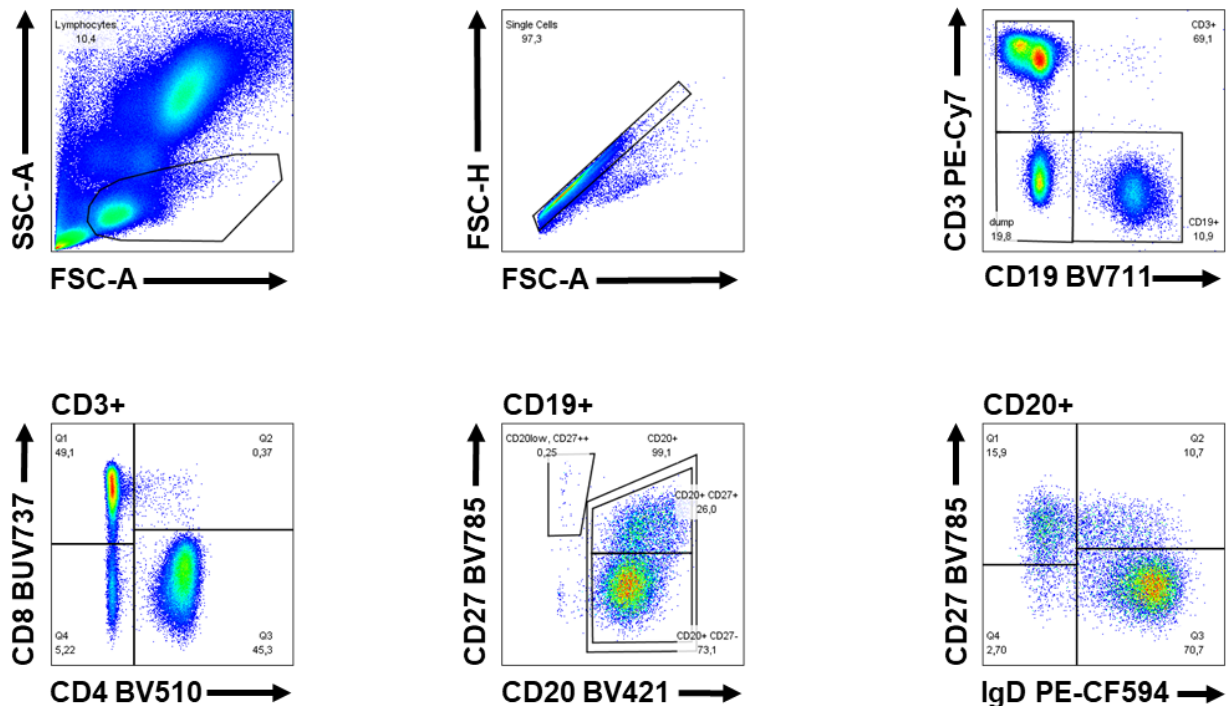 Lymphocytes
10,4
SSC-A
FSC-A
Single Cells
97,3
FSC-H
FSC-A
CD3+
69,1
dump
19,8
CD19+
10,9
CD3 PE-Cy7
CD19 BV711
CD3+
Q1
49,1
Q2
0,37
Q4
5,22
Q3
45,3
CD8 BUV737
CD4 BV510
CD19+
CD20low, CD27++
0,25
CD20+
99,1
CD20+ CD27+
26,0
CD20+ CD27-
73,1
CD27 BV785
CD20 BV421
CD20+
Q1
15,9
Q2
10,7
Q4
2,70
Q3
70,7
CD27 BV785
IgD PE-CF594